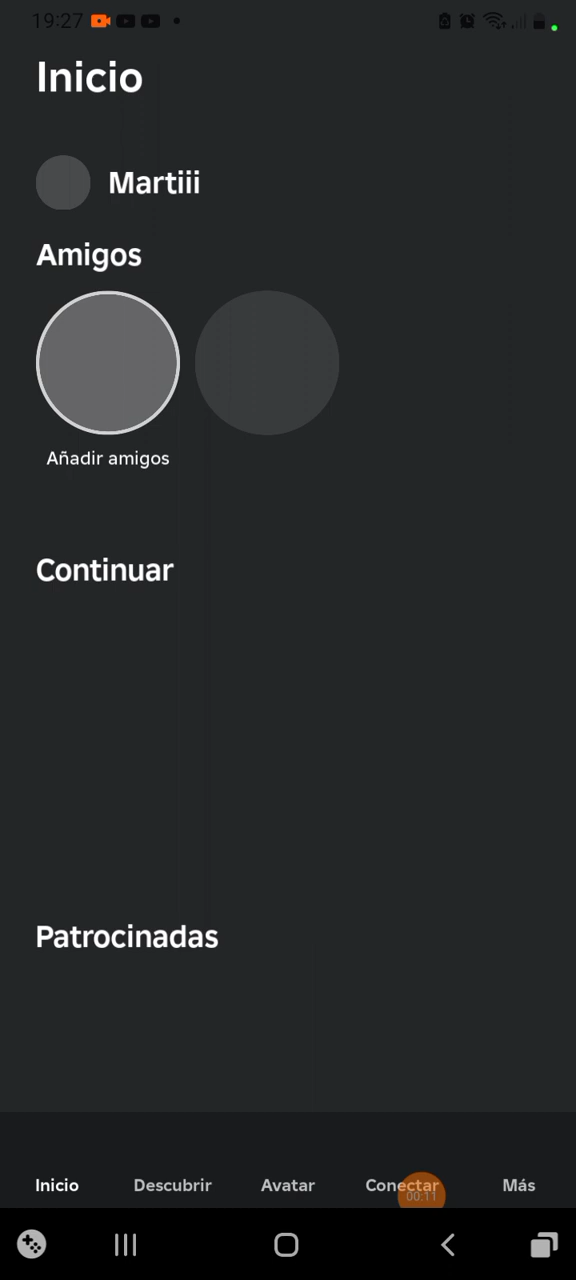 19:27
Inicio
Martiii
Amigos
Añadir amigos
Continuar
Patrocinadas
Inicio Descubrir Avatar Conectar Más
00:11